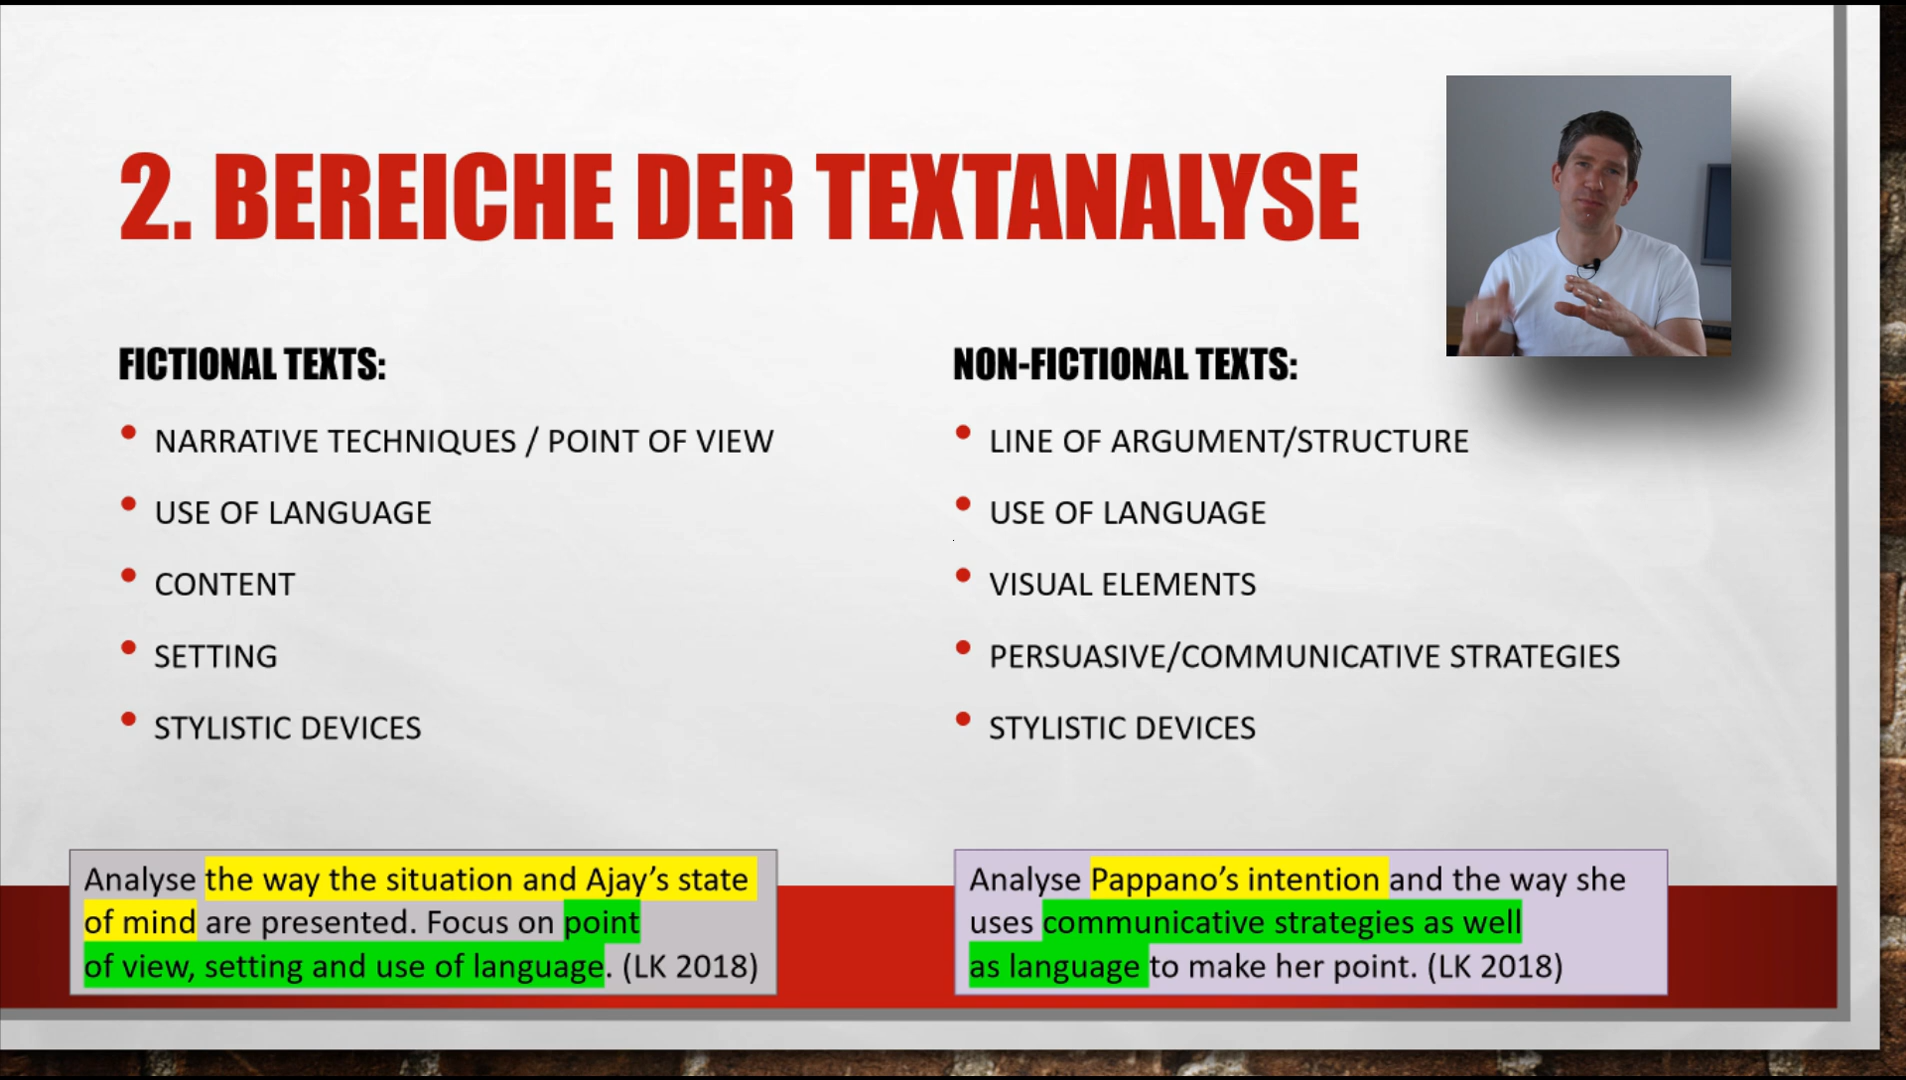 2. BEREICHE DER TEXTANALYSE
FICTIONAL TEXTS:
• NARRATIVE TECHNIQUES / POINT OF VIEW
• USE OF LANGUAGE
• CONTENT
• SETTING
• STYLISTIC DEVICES
Analyse the way the situation and Ajay’s state
of mind are presented. Focus on point
of view, setting and use of language. (LK 2018)
NON-FICTIONAL TEXTS:
• LINE OF ARGUMENT/STRUCTURE
• USE OF LANGUAGE
• VISUAL ELEMENTS
• PERSUASIVE/COMMUNICATIVE STRATEGIES
• STYLISTIC DEVICES
Analyse Pappano’s intention and the way she
uses communicative strategies as well
as language to make her point. (LK 2018)